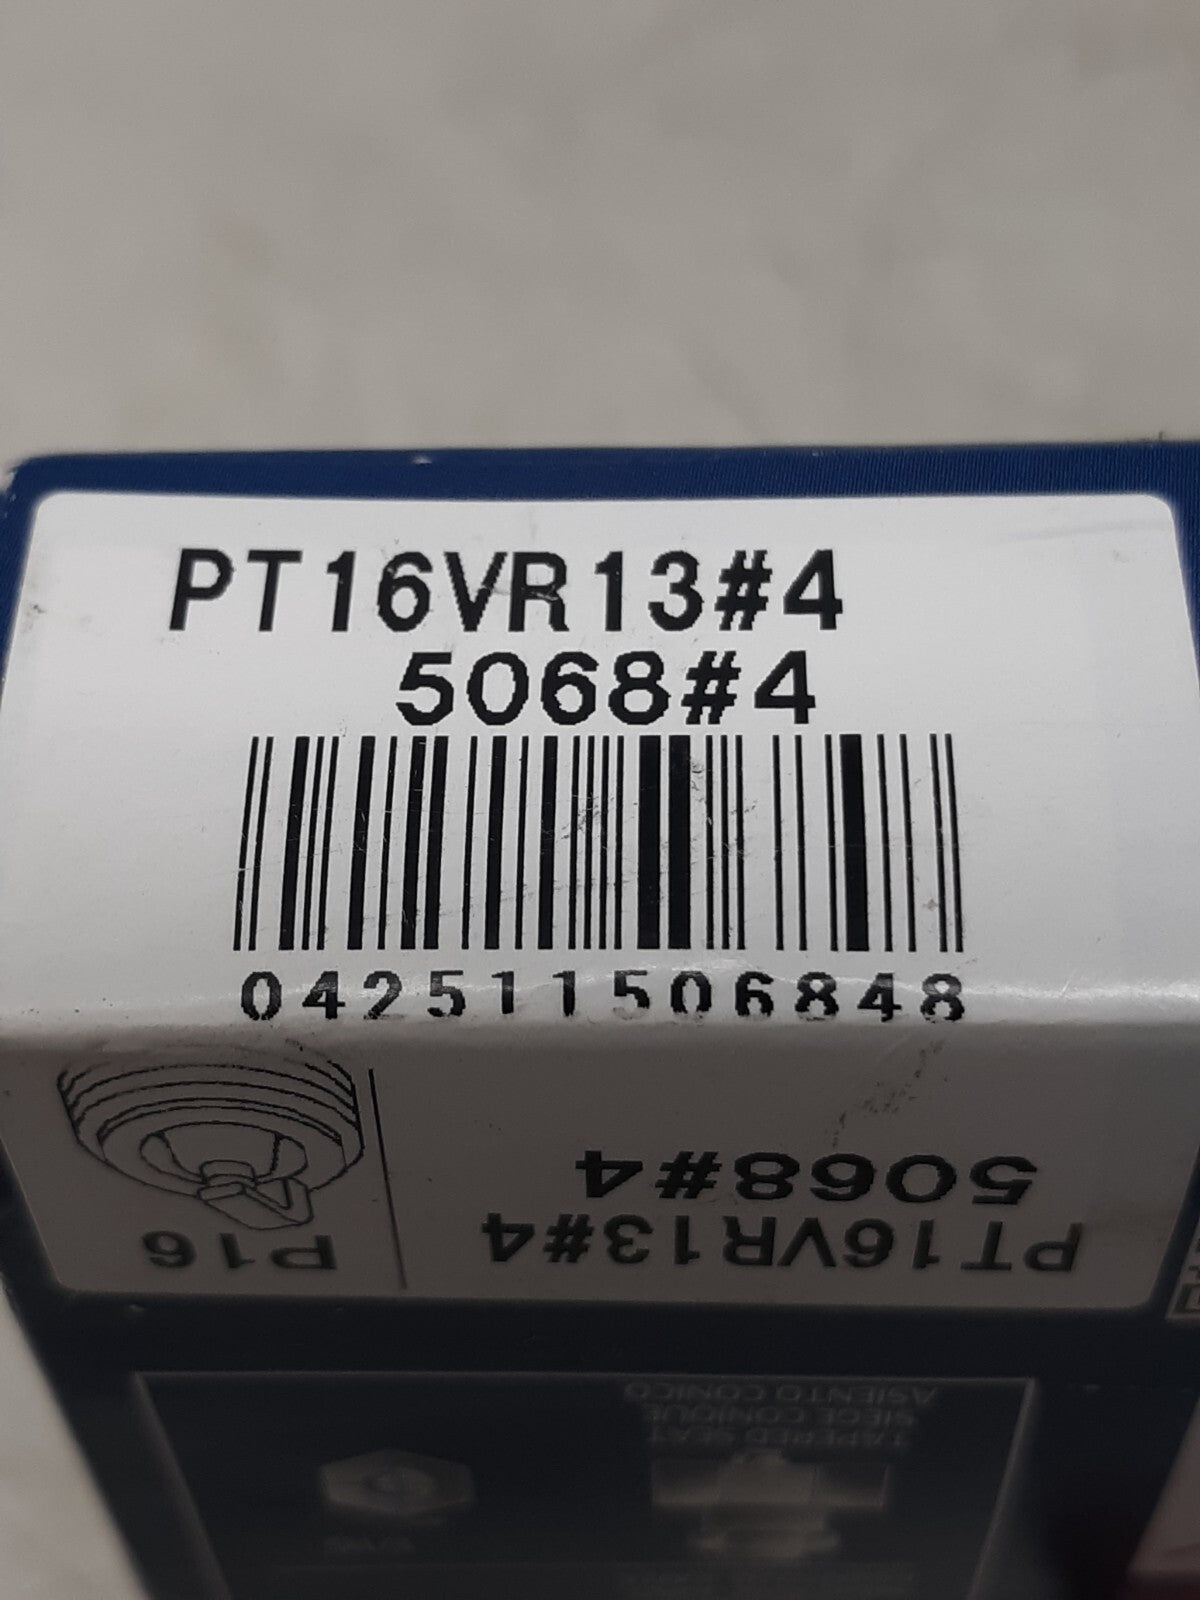 PT16VR13#4
5068#4
042511506848
5068#4
PT16VR13#4
P16
ASIENTO CONICO
SIEGE CONIQUE
TAPERED SEAT